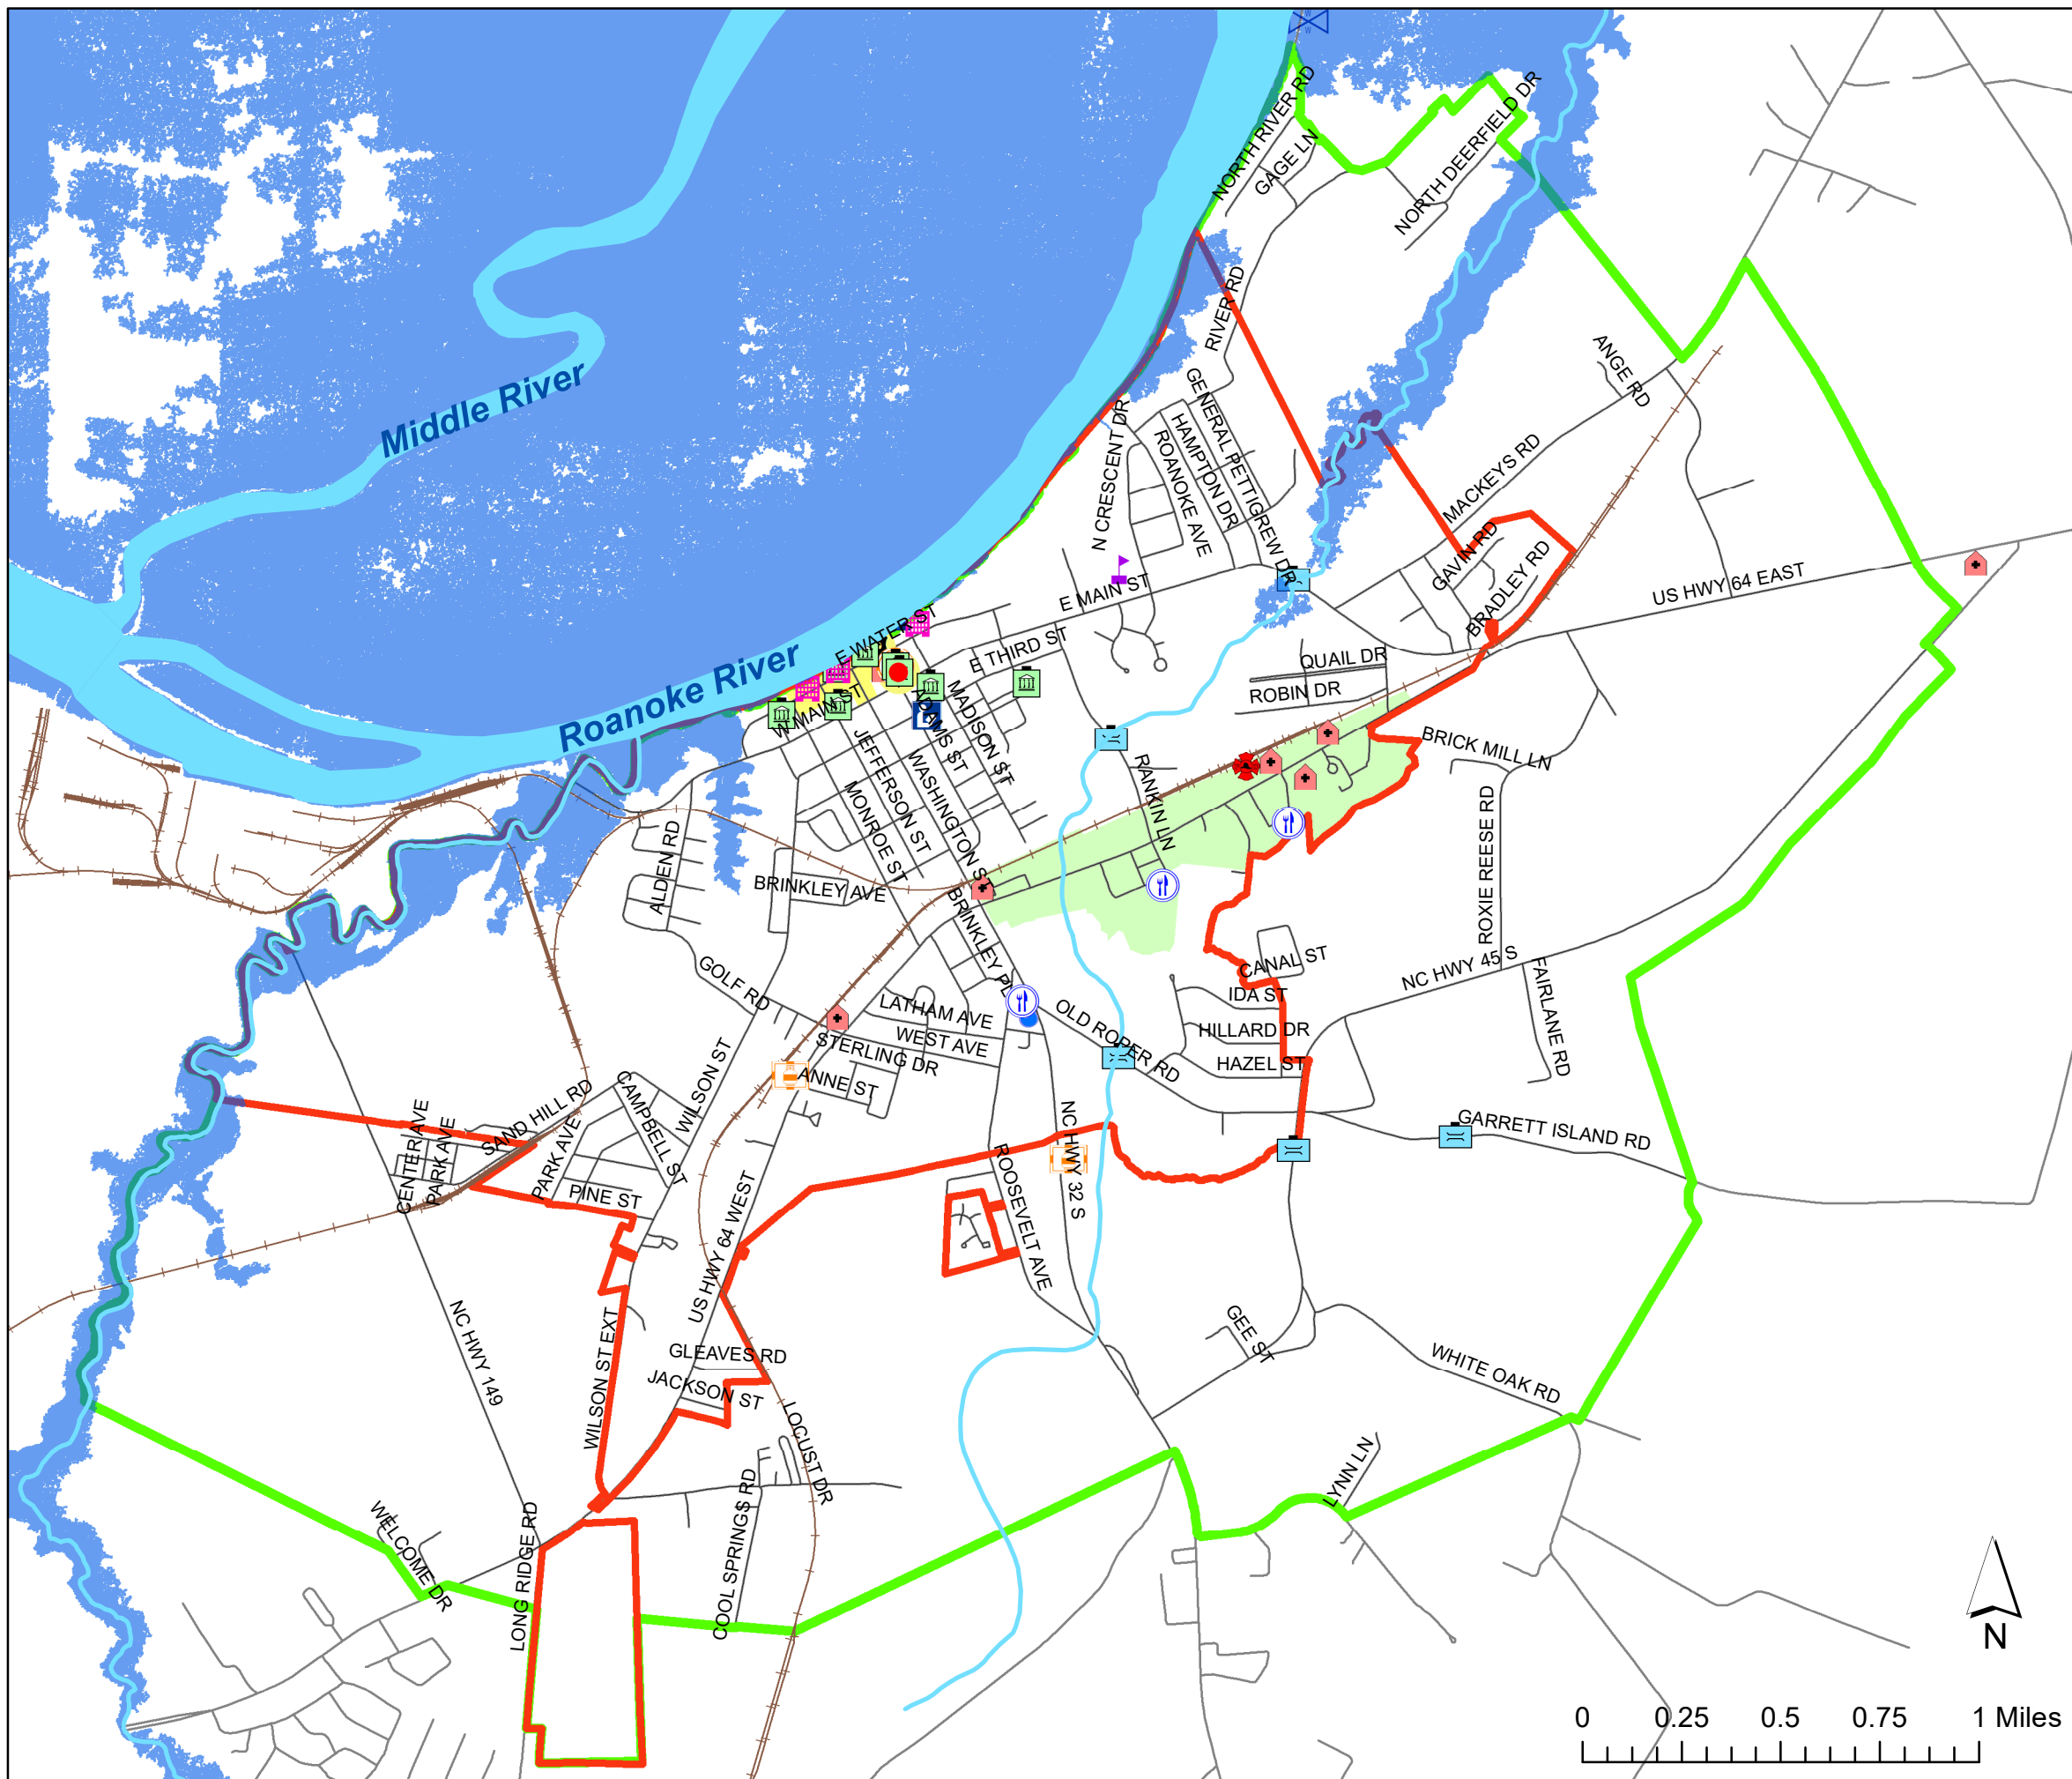 NORTH RIVER RD
GAGE LN
NORTH DEERFIELD DR
RIVER RD
ANGE RD
Middle River
GENERAL PETTIGREW DR
HAMPTON DR
ROANOKE AVE
N CRESCENT DR
MACKEYS RD
GAVIN RD
BRADLEY RD
US HWY 64 EAST
E MAIN ST
E WATER ST
E THIRD ST
Roanoke River
W MAIN ST
QUAIL DR
ROBIN DR
ADAMS ST
MADISON ST
JEFFERSON ST
WASHINGTON ST
MONROE ST
BRICK MILL LN
RANKIN LN
ROXIE REESE RD
ALDEN RD
BRINKLEY AVE
BRINKLEY PL
GOLF RD
CANAL ST
NC HWY 45 S
FAIRLANE RD
IDA ST
LATHAM AVE
OLD ROPER RD
HILLARD DR
WEST AVE
STERLING DR
HAZEL ST
ANNE ST
WILSON ST
CAMPBELL ST
SAND HILL RD
CENTER AVE
PARK AVE
PARK AVE
PINE ST
NC HWY 32 S
GARRETT ISLAND RD
ROOSEVELT AVE
US HWY 64 WEST
NC HWY 149
WILSON ST EXT
GLEAVES RD
JACKSON ST
GEE ST
WHITE OAK RD
LOCUST DR
LYNN LN
WELCOME DR
LONG RIDGE RD
COOL SPRINGS RD
N
0 0.25 0.5 0.75 1 Miles